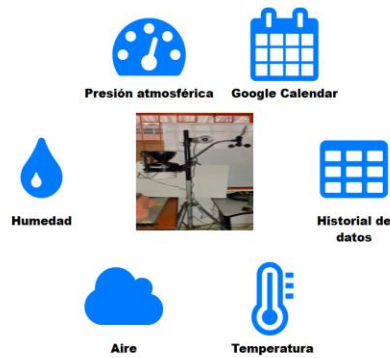 Presión atmosférica
Google Calendar
Humedad
Historial de
datos
Aire
Temperatura